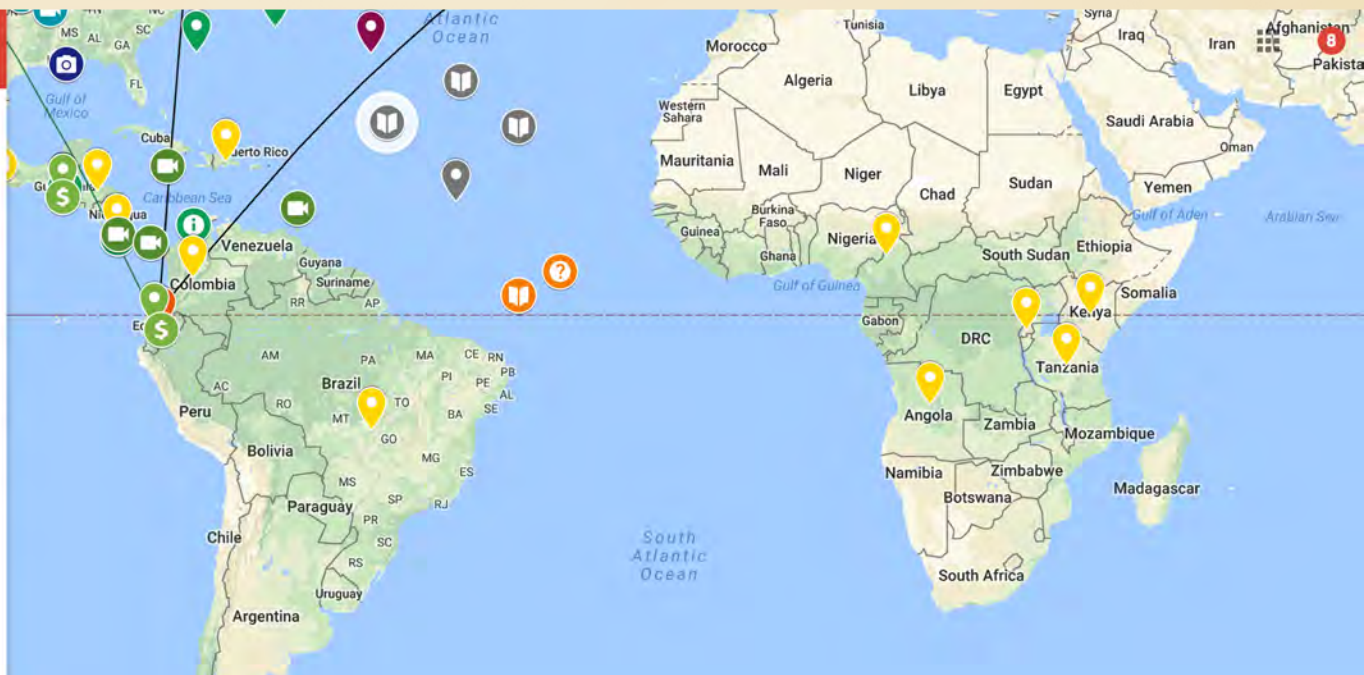 NC
MS
AL
SC
GA
FL
Gulf of
Mexico
Cuba
Puerto Rico
Caribbean Sea
Venezuela
Guyana
Suriname
Colombia
RR
AP
AM
PA
MA
CE
RN
PB
PI
PE
AL
SE
AC
RO
Brazil
TO
MT
BA
GO
Peru
Bolivia
MG
ES
MS
SP
RJ
Paraguay
PR
SC
RS
Chile
Uruguay
Argentina
Atlantic
Ocean
South
Atlantic
Ocean
Morocco
Tunisia
Algeria
Libya
Egypt
Western
Sahara
Mauritania
Mali
Niger
Chad
Sudan
Burkina
Faso
Guinea
Ghana
Nigeria
South Sudan
Ethiopia
Gulf of Guinea
Somalia
Gabon
DRC
Kenya
Tanzania
Angola
Zambia
Mozambique
Namibia
Zimbabwe
Botswana
Madagascar
South Africa
Syria
Iraq
Iran
Afghanistan
8
Pakista
Saudi Arabia
Oman
Yemen
Gulf of Aden
Arabian Sea
$
i
$
?